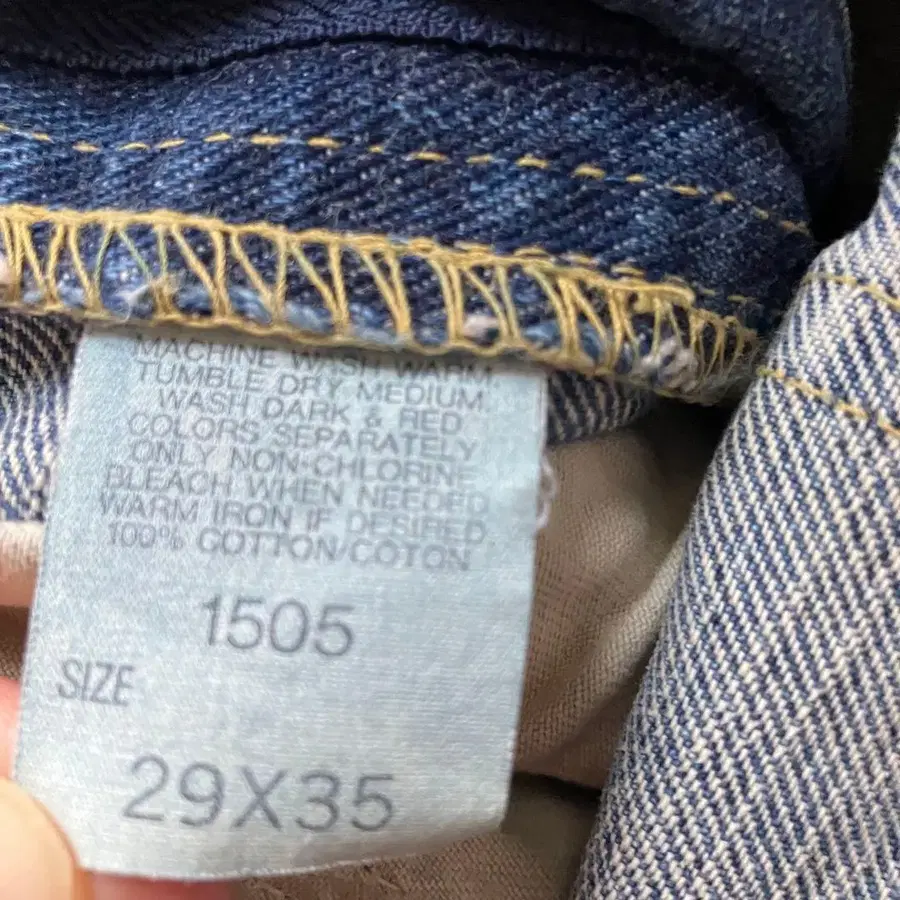 MACHINE WASH WARM.
TUMBLE DRY MEDIUM.
WASH DARK & RED
COLORS SEPARATELY
ONLY NON-CHLORINE
BLEACH WHEN NEEDED
WARM IRON IF DESIRED.
100% COTTON/COTON
1505
SIZE
29X35